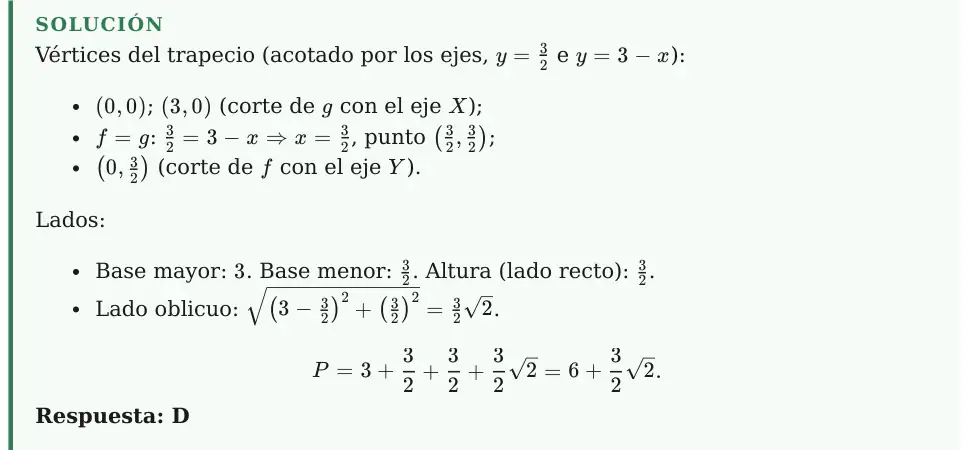 SOLUCIÓN
Vértices del trapecio (acotado por los ejes, y = 3/2 e y = 3 − x):
• (0, 0); (3, 0) (corte de g con el eje X);
• f = g: 3/2 = 3 − x ⇒ x = 3/2, punto (3/2, 3/2);
• (0, 3/2) (corte de f con el eje Y).
Lados:
• Base mayor: 3. Base menor: 3/2. Altura (lado recto): 3/2.
• Lado oblicuo: √((3 − 3/2)² + (3/2)²) = 3/2√2.
P = 3 + 3/2 + 3/2 + 3/2√2 = 6 + 3/2√2.
Respuesta: D